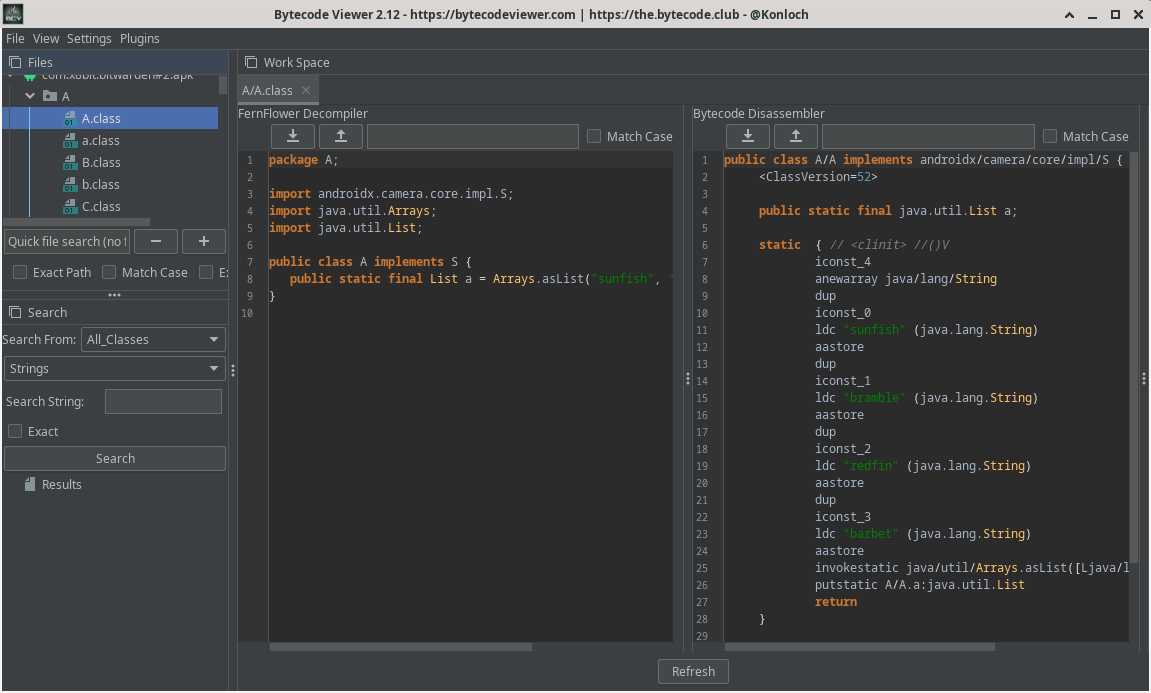 Bytecode Viewer 2.12 - https://bytecodeviewer.com | https://the.bytecode.club - @Konloch
File View Settings Plugins
Files
com.x8bit.bitwarden#2.apk
A
A.class
a.class
B.class
b.class
C.class
Quick file search (no f
− +
Exact Path Match Case Ex
Search
Search From: All_Classes
Strings
Search String:
Exact
Search
Results
Work Space
A/A.class ×
FernFlower Decompiler
Match Case
1 package A;
2
3 import androidx.camera.core.impl.S;
4 import java.util.Arrays;
5 import java.util.List;
6
7 public class A implements S {
8 public static final List a = Arrays.asList("sunfish", "
9 }
10
Bytecode Disassembler
Match Case
1 public class A/A implements androidx/camera/core/impl/S {
2 <ClassVersion=52>
3
4 public static final java.util.List a;
5
6 static { // <clinit> //()V
7 iconst_4
8 anewarray java/lang/String
9 dup
10 iconst_0
11 ldc "sunfish" (java.lang.String)
12 aastore
13 dup
14 iconst_1
15 ldc "bramble" (java.lang.String)
16 aastore
17 dup
18 iconst_2
19 ldc "redfin" (java.lang.String)
20 aastore
21 dup
22 iconst_3
23 ldc "barbet" (java.lang.String)
24 aastore
25 invokestatic java/util/Arrays.asList([Ljava/l
26 putstatic A/A.a:java.util.List
27 return
28 }
29
Refresh